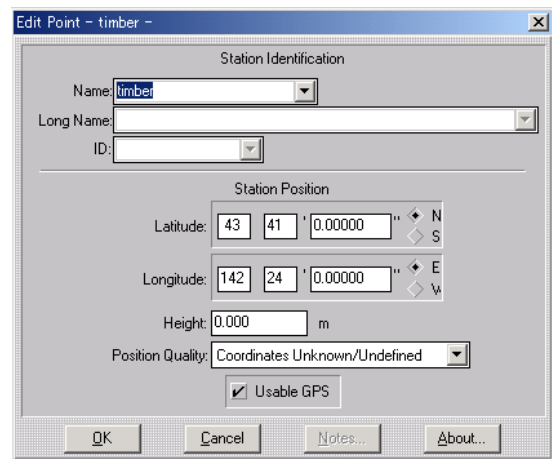 Edit Point - timber -
Station Identification
Name: timber
Long Name:
ID:
Station Position
Latitude: 43 41 ' 0.00000 " N
S
Longitude: 142 24 ' 0.00000 " E
W
Height: 0.000 m
Position Quality: Coordinates Unknown/Undefined
Usable GPS
OK Cancel Notes... About...